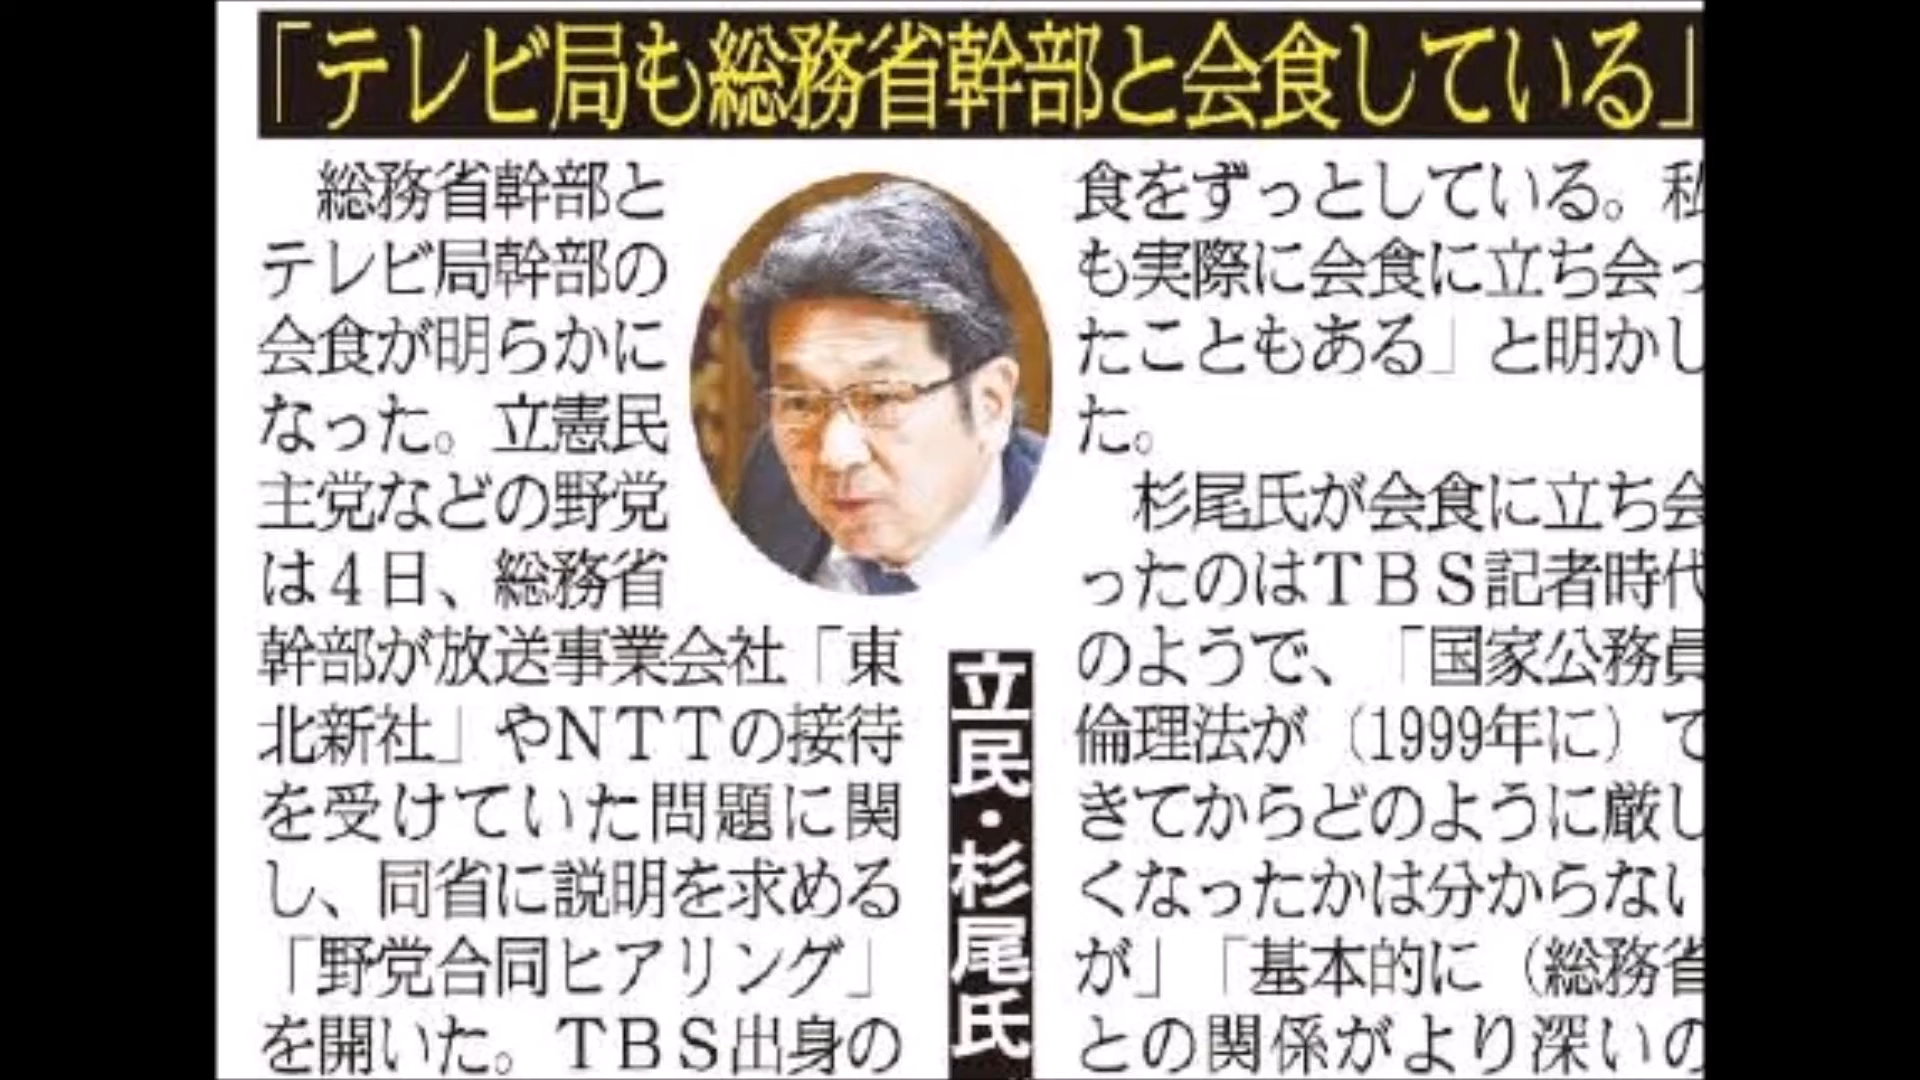 「テレビ局も総務省幹部と会食している」
総務省幹部と
テレビ局幹部の
会食が明らかに
なった。立憲民
主党などの野党
は4日、総務省
幹部が放送事業会社「東
北新社」やNTTの接待
を受けていた問題に関
し、同省に説明を求める
「野党合同ヒアリング」
を開いた。TBS出身の
立民・杉尾氏
食をずっとしている。私
も実際に会食に立ち会っ
たこともある」と明かし
た。
杉尾氏が会食に立ち会
ったのはTBS記者時代
のようで、「国家公務員
倫理法が(1999年に)で
きてからどのように厳し
くなったかは分からない
が」「基本的に(総務省
との関係がより深いの